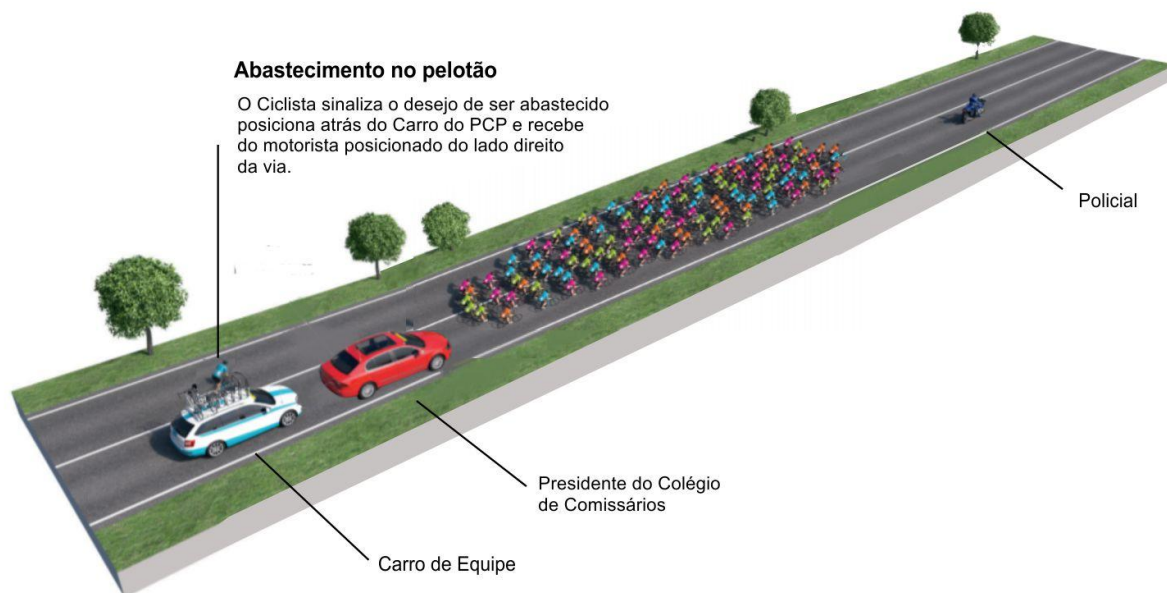 Abastecimento no pelotão
O Ciclista sinaliza o desejo de ser abastecido
posiciona atrás do Carro do PCP e recebe
do motorista posicionado do lado direito
da via.
Policial
Presidente do Colégio
de Comissários
Carro de Equipe